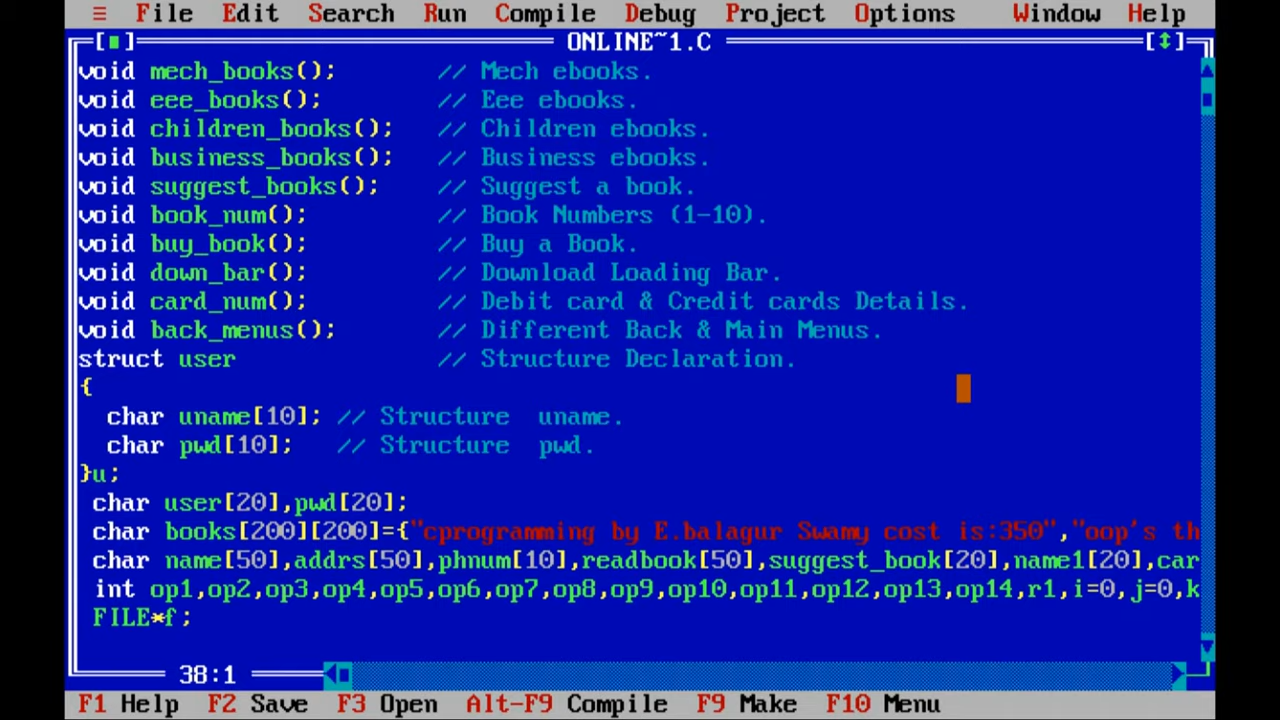 ≡ File Edit Search Run Compile Debug Project Options Window Help
[■] ONLINE~1.C [↕]
void mech_books(); // Mech ebooks.
void eee_books(); // Eee ebooks.
void children_books(); // Children ebooks.
void business_books(); // Business ebooks.
void suggest_books(); // Suggest a book.
void book_num(); // Book Numbers (1-10).
void buy_book(); // Buy a Book.
void down_bar(); // Download Loading Bar.
void card_num(); // Debit card & Credit cards Details.
void back_menus(); // Different Back & Main Menus.
struct user // Structure Declaration.
{
char uname[10]; // Structure uname.
char pwd[10]; // Structure pwd.
}u;
char user[20],pwd[20];
char books[200][200]={"cprogramming by E.balagur Swamy cost is:350","oop's th
char name[50],addrs[50],phnum[10],readbook[50],suggest_book[20],name1[20],car
int op1,op2,op3,op4,op5,op6,op7,op8,op9,op10,op11,op12,op13,op14,r1,i=0,j=0,k
FILE*f;
38:1
F1 Help F2 Save F3 Open Alt-F9 Compile F9 Make F10 Menu